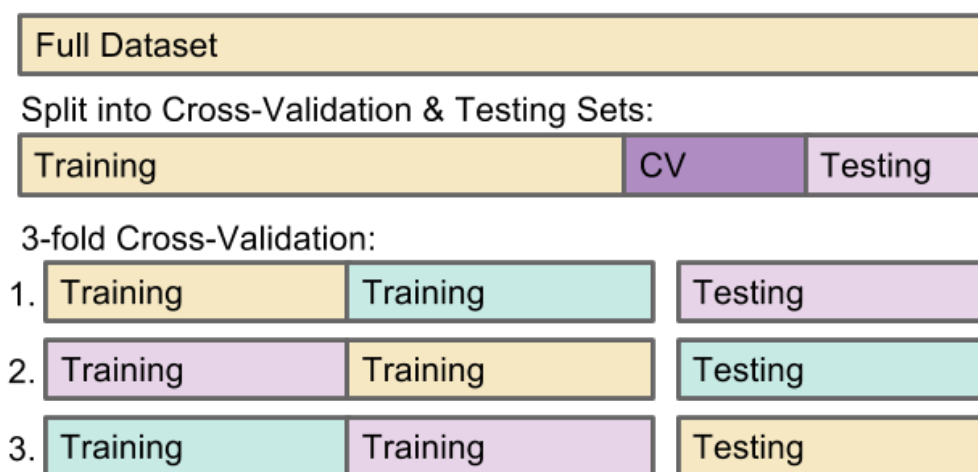 Full Dataset
Split into Cross-Validation & Testing Sets:
Training CV Testing
3-fold Cross-Validation:
1. Training Training Testing
2. Training Training Testing
3. Training Training Testing